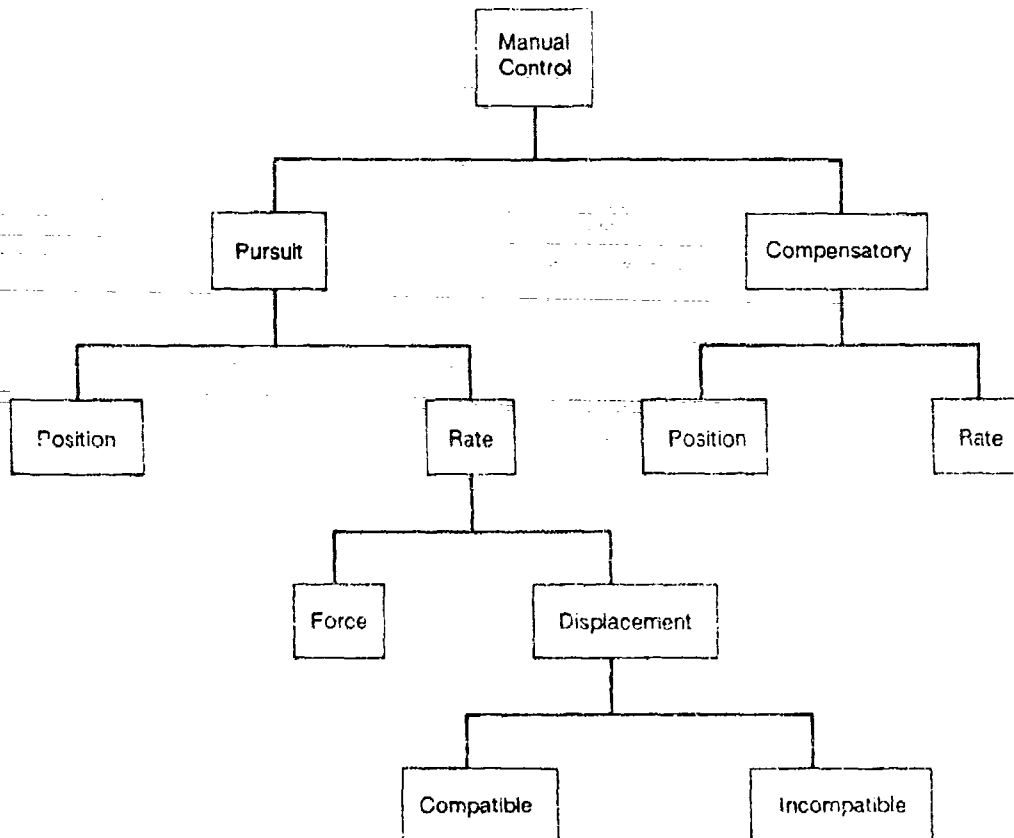 Manual
Control
Pursuit
Compensatory
Position
Rate
Position
Rate
Force
Displacement
Compatible
Incompatible